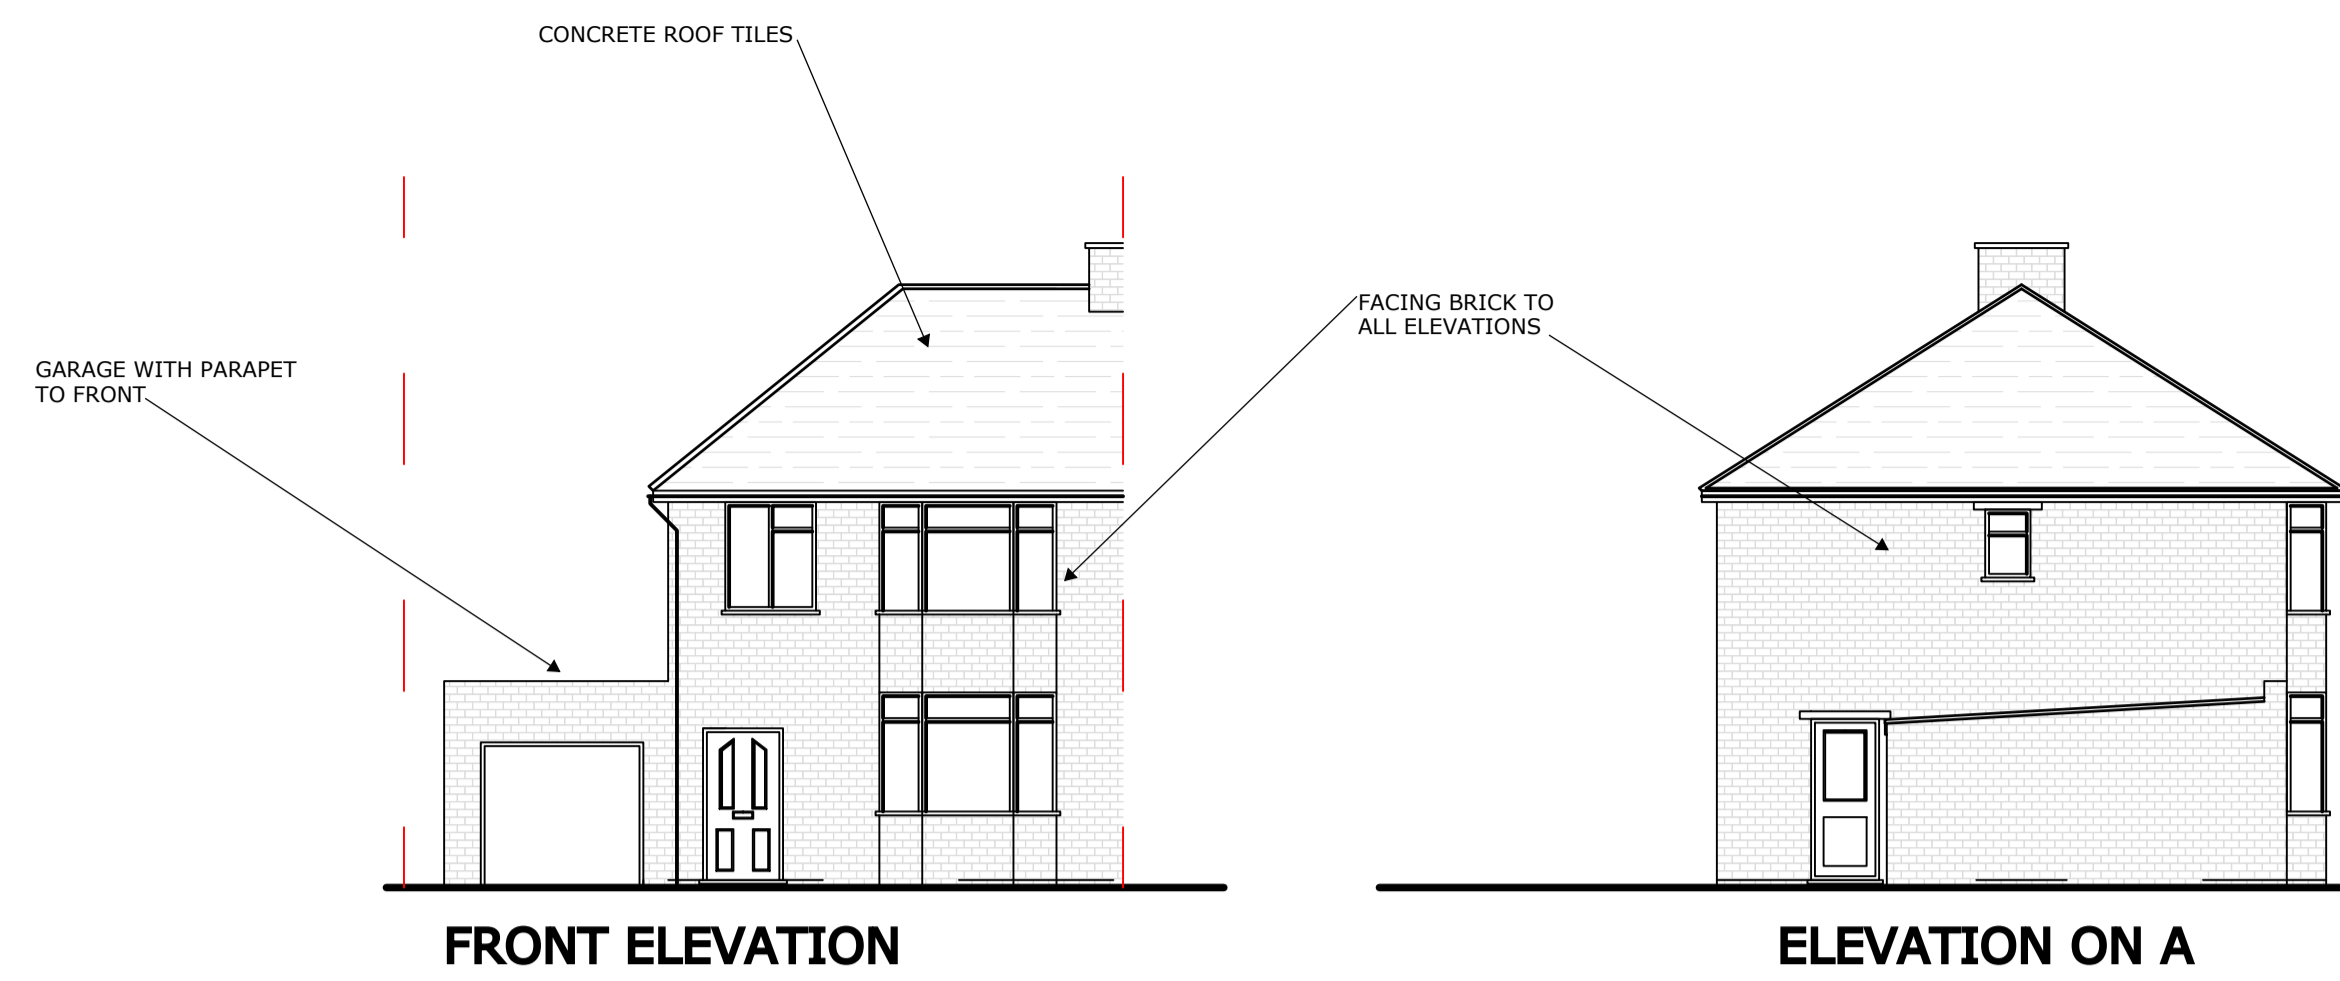 CONCRETE ROOF TILES
FACING BRICK TO
ALL ELEVATIONS
GARAGE WITH PARAPET
TO FRONT
FRONT ELEVATION
ELEVATION ON A